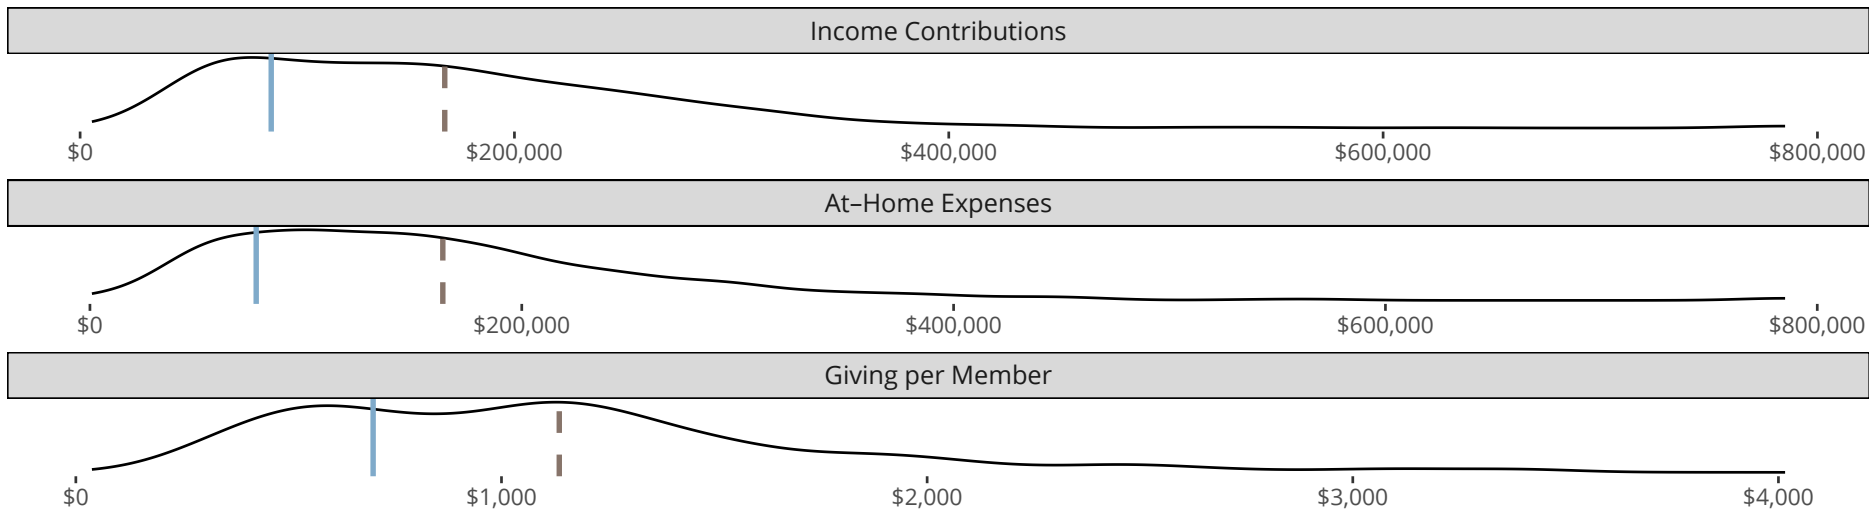 Income Contributions
$0 $200,000 $400,000 $600,000 $800,000
At–Home Expenses
$0 $200,000 $400,000 $600,000 $800,000
Giving per Member
$0 $1,000 $2,000 $3,000 $4,000